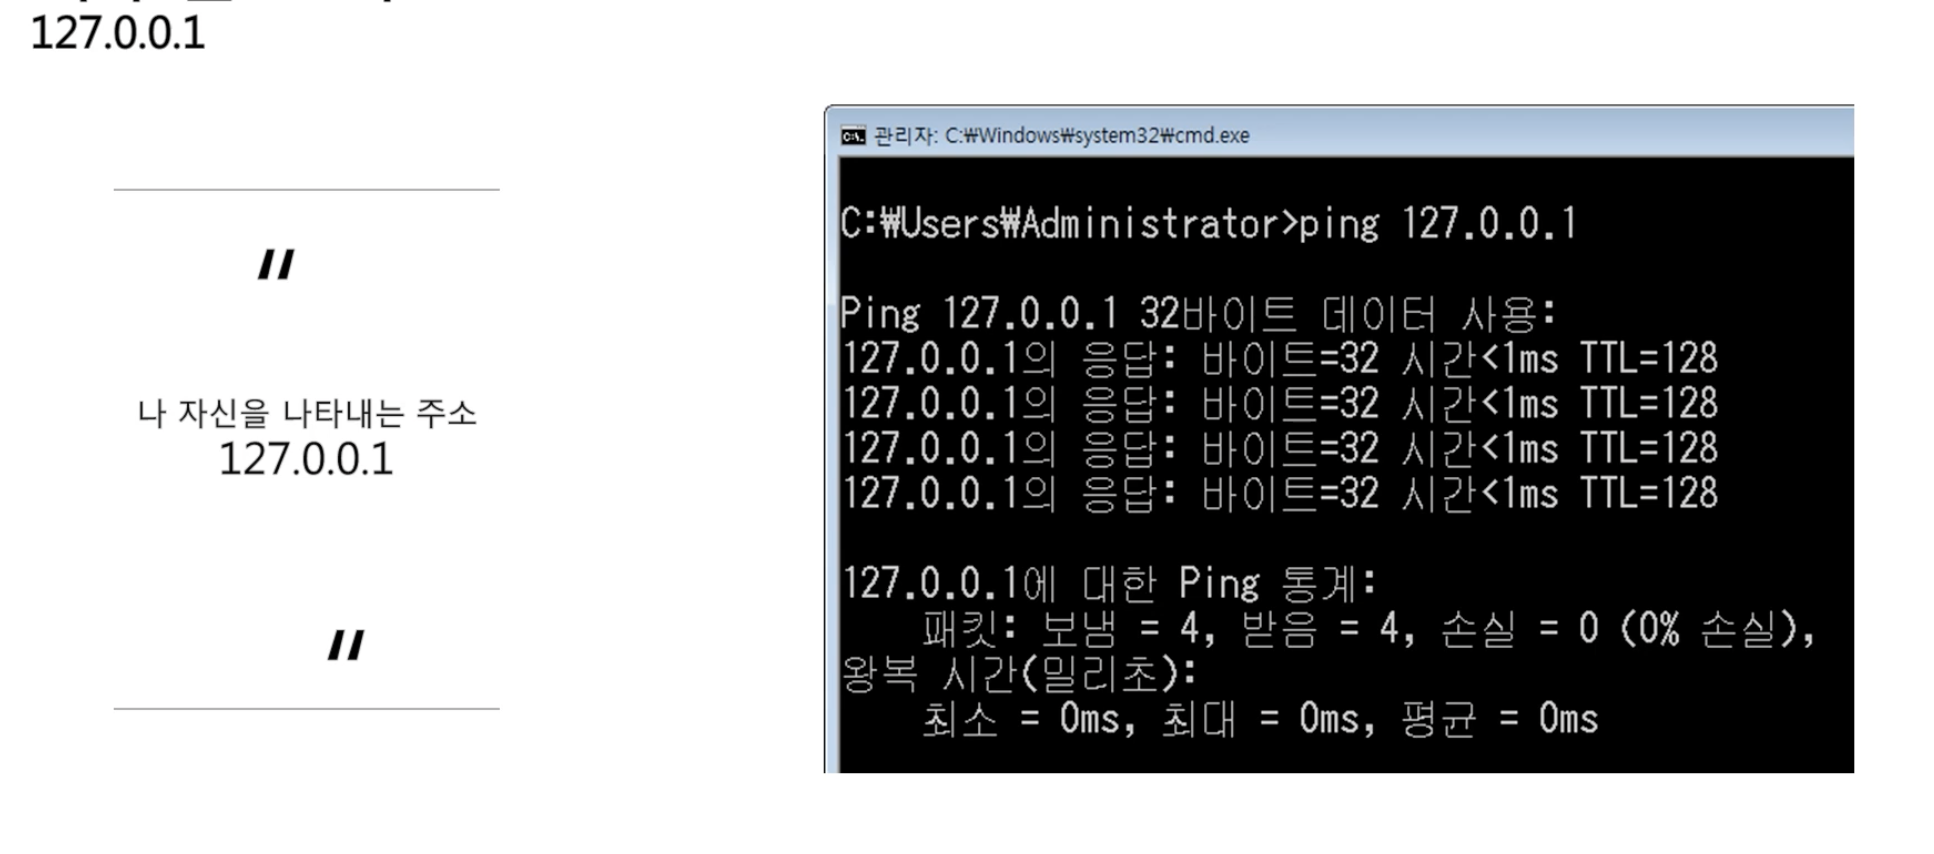 127.0.0.1
"
나 자신을 나타내는 주소
127.0.0.1
"
관리자: C:₩Windows₩system32₩cmd.exe
C:₩Users₩Administrator>ping 127.0.0.1
Ping 127.0.0.1 32바이트 데이터 사용:
127.0.0.1의 응답: 바이트=32 시간<1ms TTL=128
127.0.0.1의 응답: 바이트=32 시간<1ms TTL=128
127.0.0.1의 응답: 바이트=32 시간<1ms TTL=128
127.0.0.1의 응답: 바이트=32 시간<1ms TTL=128
127.0.0.1에 대한 Ping 통계:
패킷: 보냄 = 4, 받음 = 4, 손실 = 0 (0% 손실),
왕복 시간(밀리초):
최소 = 0ms, 최대 = 0ms, 평균 = 0ms